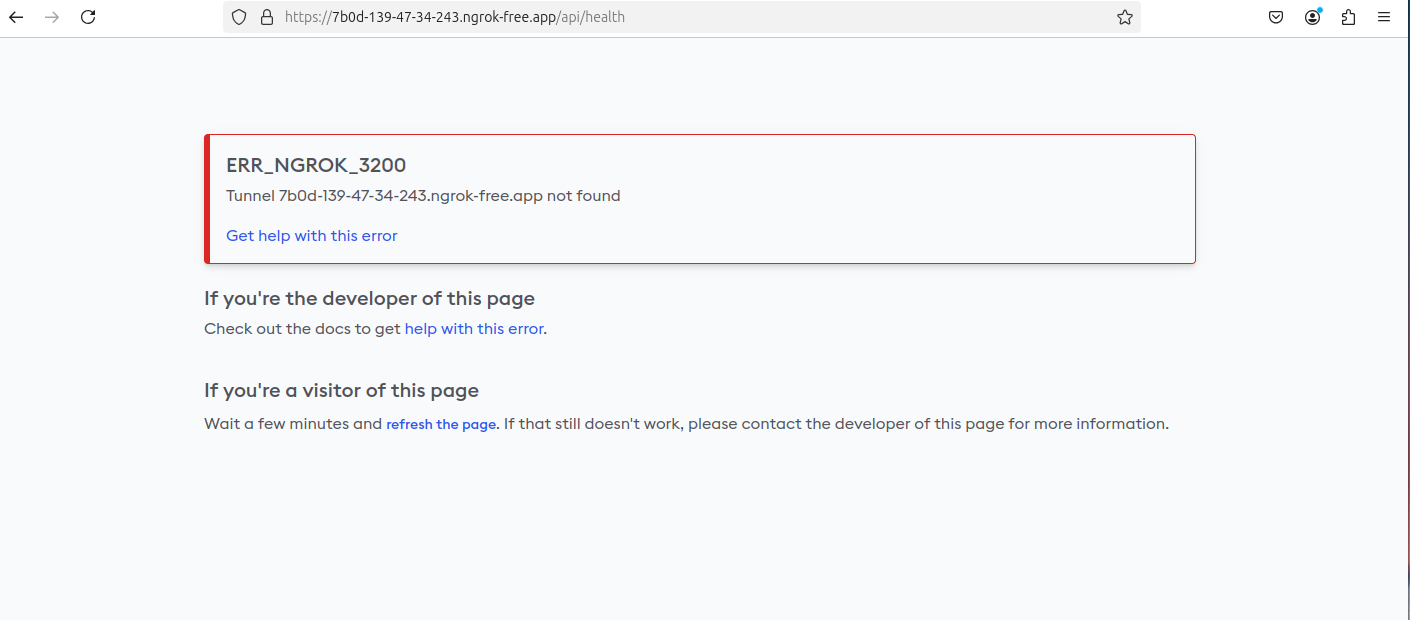 https://7b0d-139-47-34-243.ngrok-free.app/api/health
ERR_NGROK_3200
Tunnel 7b0d-139-47-34-243.ngrok-free.app not found
Get help with this error
If you're the developer of this page
Check out the docs to get help with this error.
If you're a visitor of this page
Wait a few minutes and refresh the page. If that still doesn't work, please contact the developer of this page for more information.